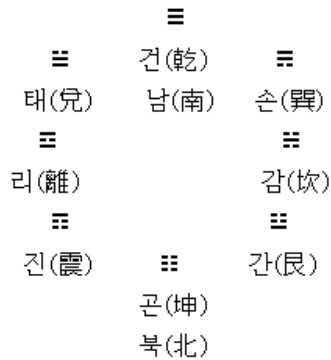 건(乾)
태(兌) 남(南) 손(巽)
리(離) 감(坎)
진(震) 간(艮)
곤(坤)
북(北)